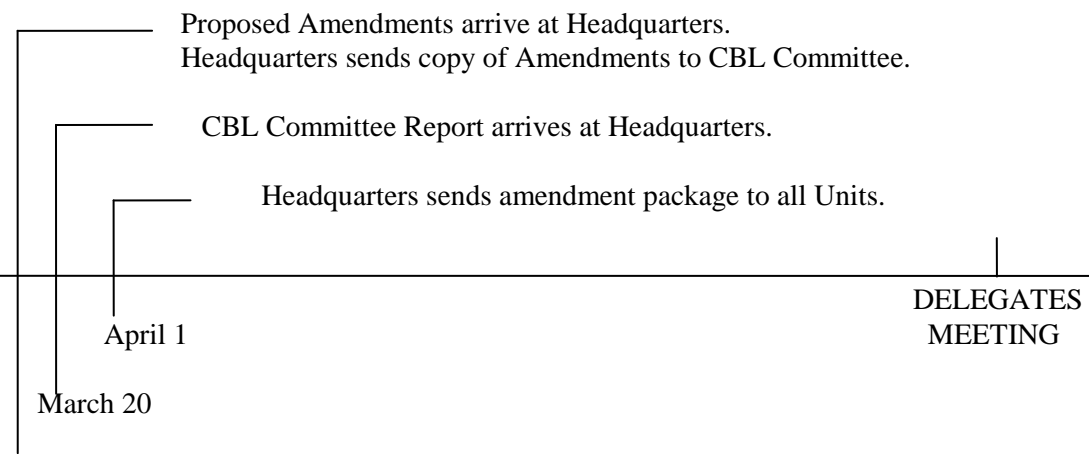 Proposed Amendments arrive at Headquarters.
Headquarters sends copy of Amendments to CBL Committee.
CBL Committee Report arrives at Headquarters.
Headquarters sends amendment package to all Units.
DELEGATES
MEETING
April 1
March 20